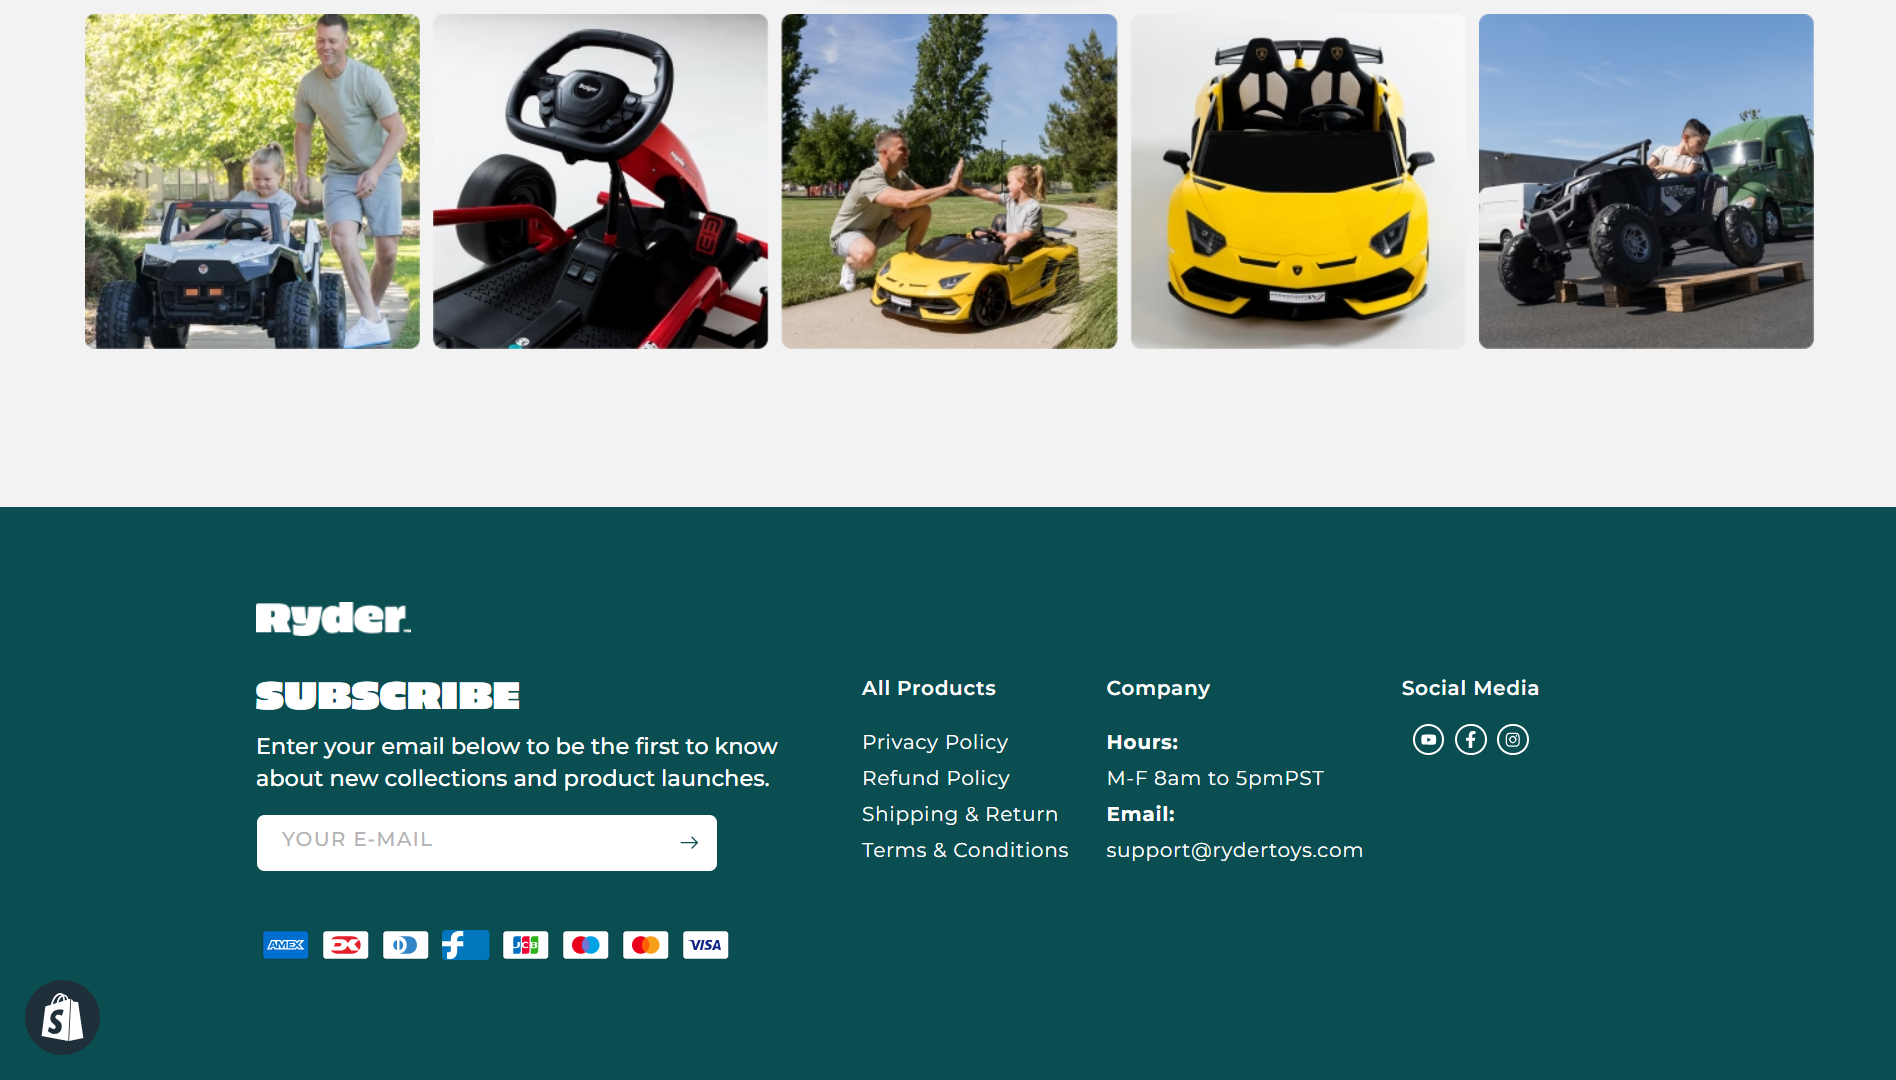 Ryder
SUBSCRIBE
Enter your email below to be the first to know
about new collections and product launches.
YOUR E-MAIL
All Products
Privacy Policy
Refund Policy
Shipping & Return
Terms & Conditions
Company
Hours:
M-F 8am to 5pmPST
Email:
support@rydertoys.com
Social Media
AMEX
JCB
VISA